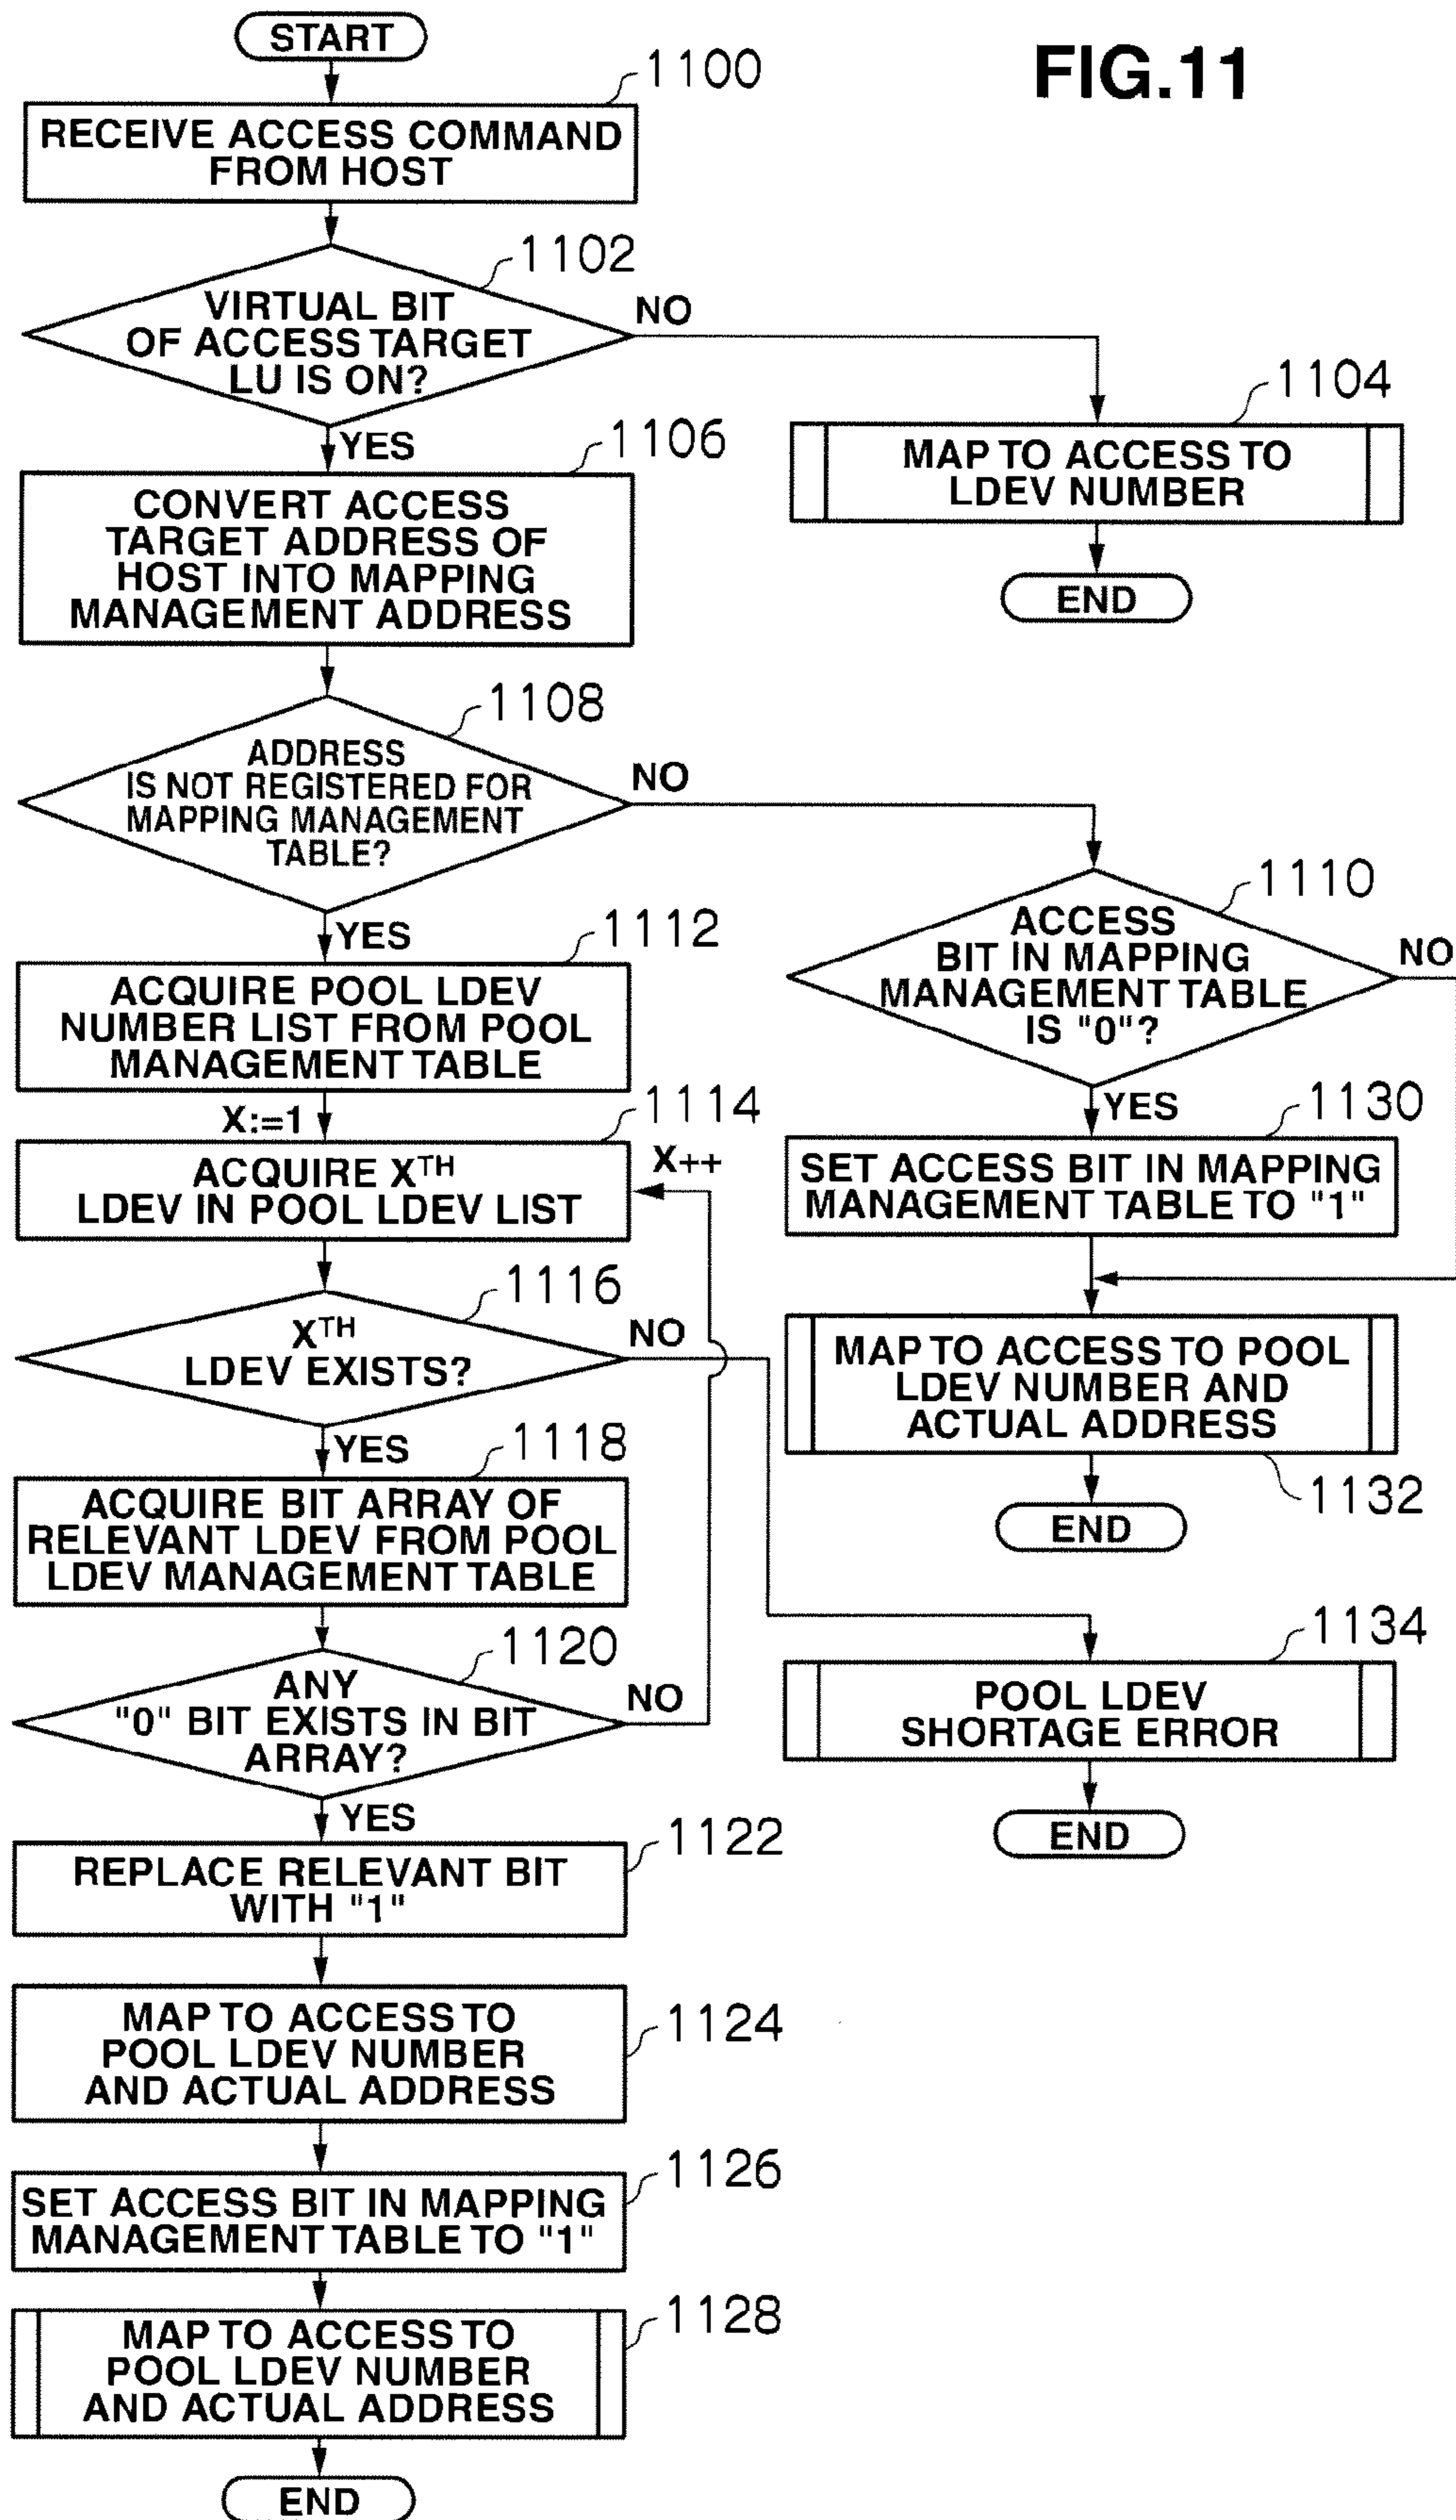 START
FIG.11
1100
RECEIVE ACCESS COMMAND
FROM HOST
1102
VIRTUAL BIT
OF ACCESS TARGET
LU IS ON?
NO
YES
1104
MAP TO ACCESS TO
LDEV NUMBER
END
1106
CONVERT ACCESS
TARGET ADDRESS OF
HOST INTO MAPPING
MANAGEMENT ADDRESS
1108
ADDRESS
IS NOT REGISTERED FOR
MAPPING MANAGEMENT
TABLE?
NO
YES
1110
ACCESS
BIT IN MAPPING
MANAGEMENT TABLE
IS "0"?
NO
YES
1112
ACQUIRE POOL LDEV
NUMBER LIST FROM POOL
MANAGEMENT TABLE
X:=1
1114
ACQUIRE XTH
LDEV IN POOL LDEV LIST
X++
1130
SET ACCESS BIT IN MAPPING
MANAGEMENT TABLE TO "1"
1116
XTH
LDEV EXISTS?
NO
YES
MAP TO ACCESS TO POOL
LDEV NUMBER AND
ACTUAL ADDRESS
1132
END
1118
ACQUIRE BIT ARRAY OF
RELEVANT LDEV FROM POOL
LDEV MANAGEMENT TABLE
1120
ANY
"0" BIT EXISTS IN BIT
ARRAY?
NO
YES
1134
POOL LDEV
SHORTAGE ERROR
END
1122
REPLACE RELEVANT BIT
WITH "1"
1124
MAP TO ACCESS TO
POOL LDEV NUMBER
AND ACTUAL ADDRESS
1126
SET ACCESS BIT IN MAPPING
MANAGEMENT TABLE TO "1"
1128
MAP TO ACCESS TO
POOL LDEV NUMBER
AND ACTUAL ADDRESS
END